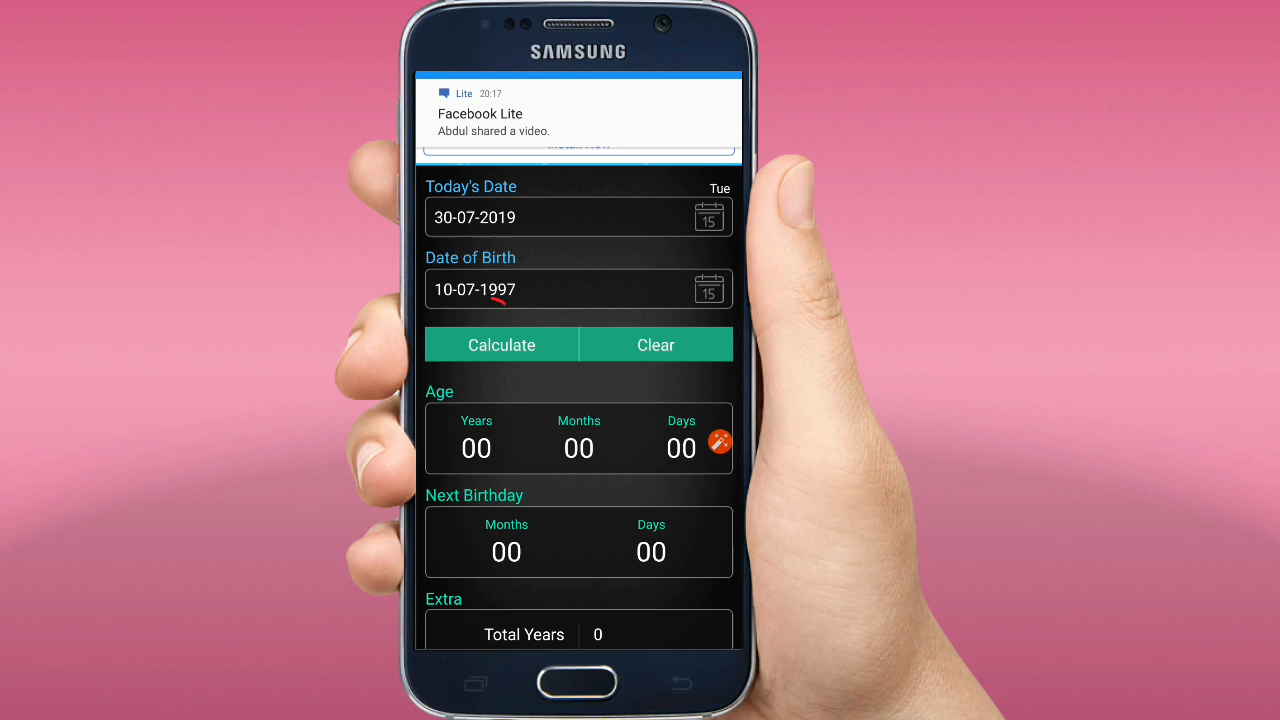 SAMSUNG
Lite 20:17
Facebook Lite
Abdul shared a video.
Today's Date Tue
30-07-2019 15
Date of Birth
10-07-1997 15
Calculate Clear
Age
Years Months Days
00 00 00
Next Birthday
Months Days
00 00
Extra
Total Years 0